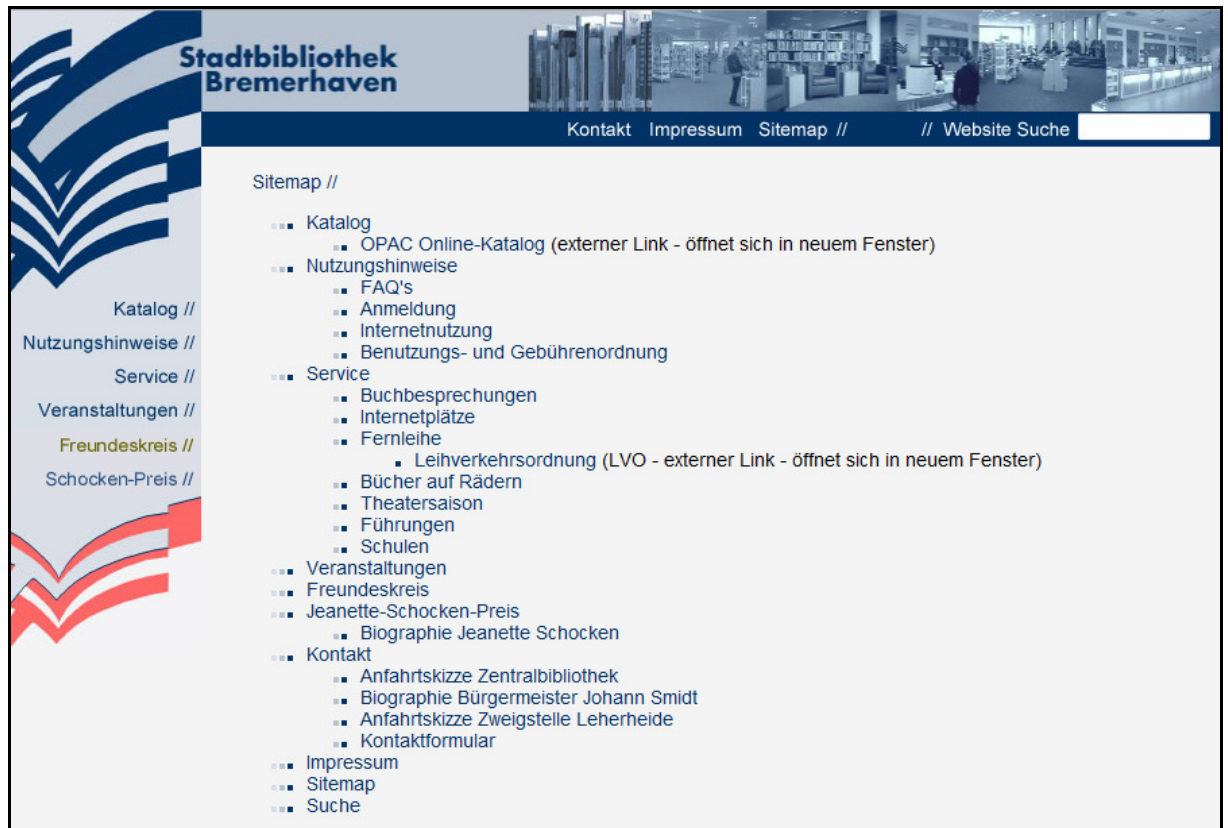 Stadtbibliothek
Bremerhaven
Kontakt Impressum Sitemap // // Website Suche
Katalog //
Nutzungshinweise //
Service //
Veranstaltungen //
Freundeskreis //
Schocken-Preis //
Sitemap //
Katalog
OPAC Online-Katalog (externer Link - öffnet sich in neuem Fenster)
Nutzungshinweise
FAQ's
Anmeldung
Internetnutzung
Benutzungs- und Gebührenordnung
Service
Buchbesprechungen
Internetplätze
Fernleihe
Leihverkehrsordnung (LVO - externer Link - öffnet sich in neuem Fenster)
Bücher auf Rädern
Theatersaison
Führungen
Schulen
Veranstaltungen
Freundeskreis
Jeanette-Schocken-Preis
Biographie Jeanette Schocken
Kontakt
Anfahrtskizze Zentralbibliothek
Biographie Bürgermeister Johann Smidt
Anfahrtskizze Zweigstelle Leherheide
Kontaktformular
Impressum
Sitemap
Suche